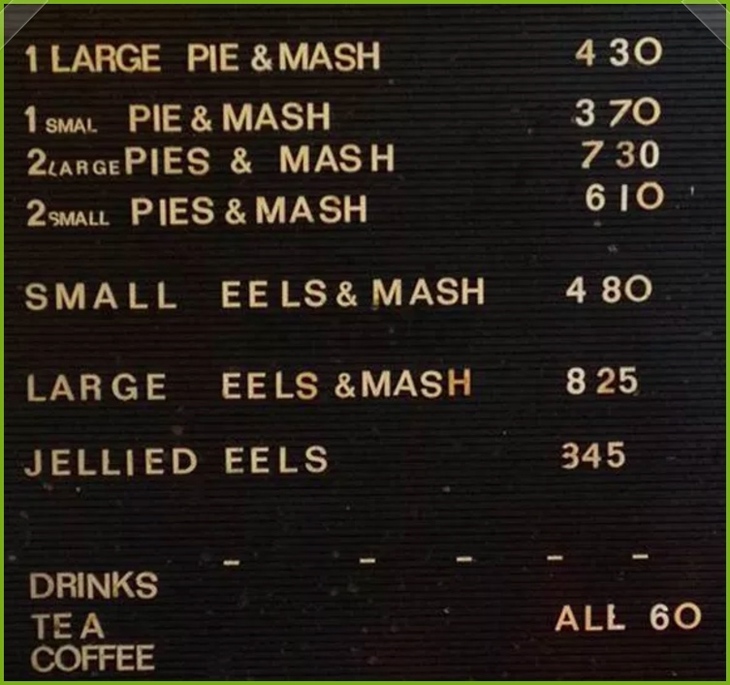 1 LARGE PIE & MASH 4 30
1 SMAL PIE & MASH 3 70
2 LARGE PIES & MASH 7 30
2 SMALL PIES & MASH 6 10
SMALL EELS & MASH 4 80
LARGE EELS & MASH 8 25
JELLIED EELS 345
- - - - -
DRINKS
TEA ALL 60
COFFEE